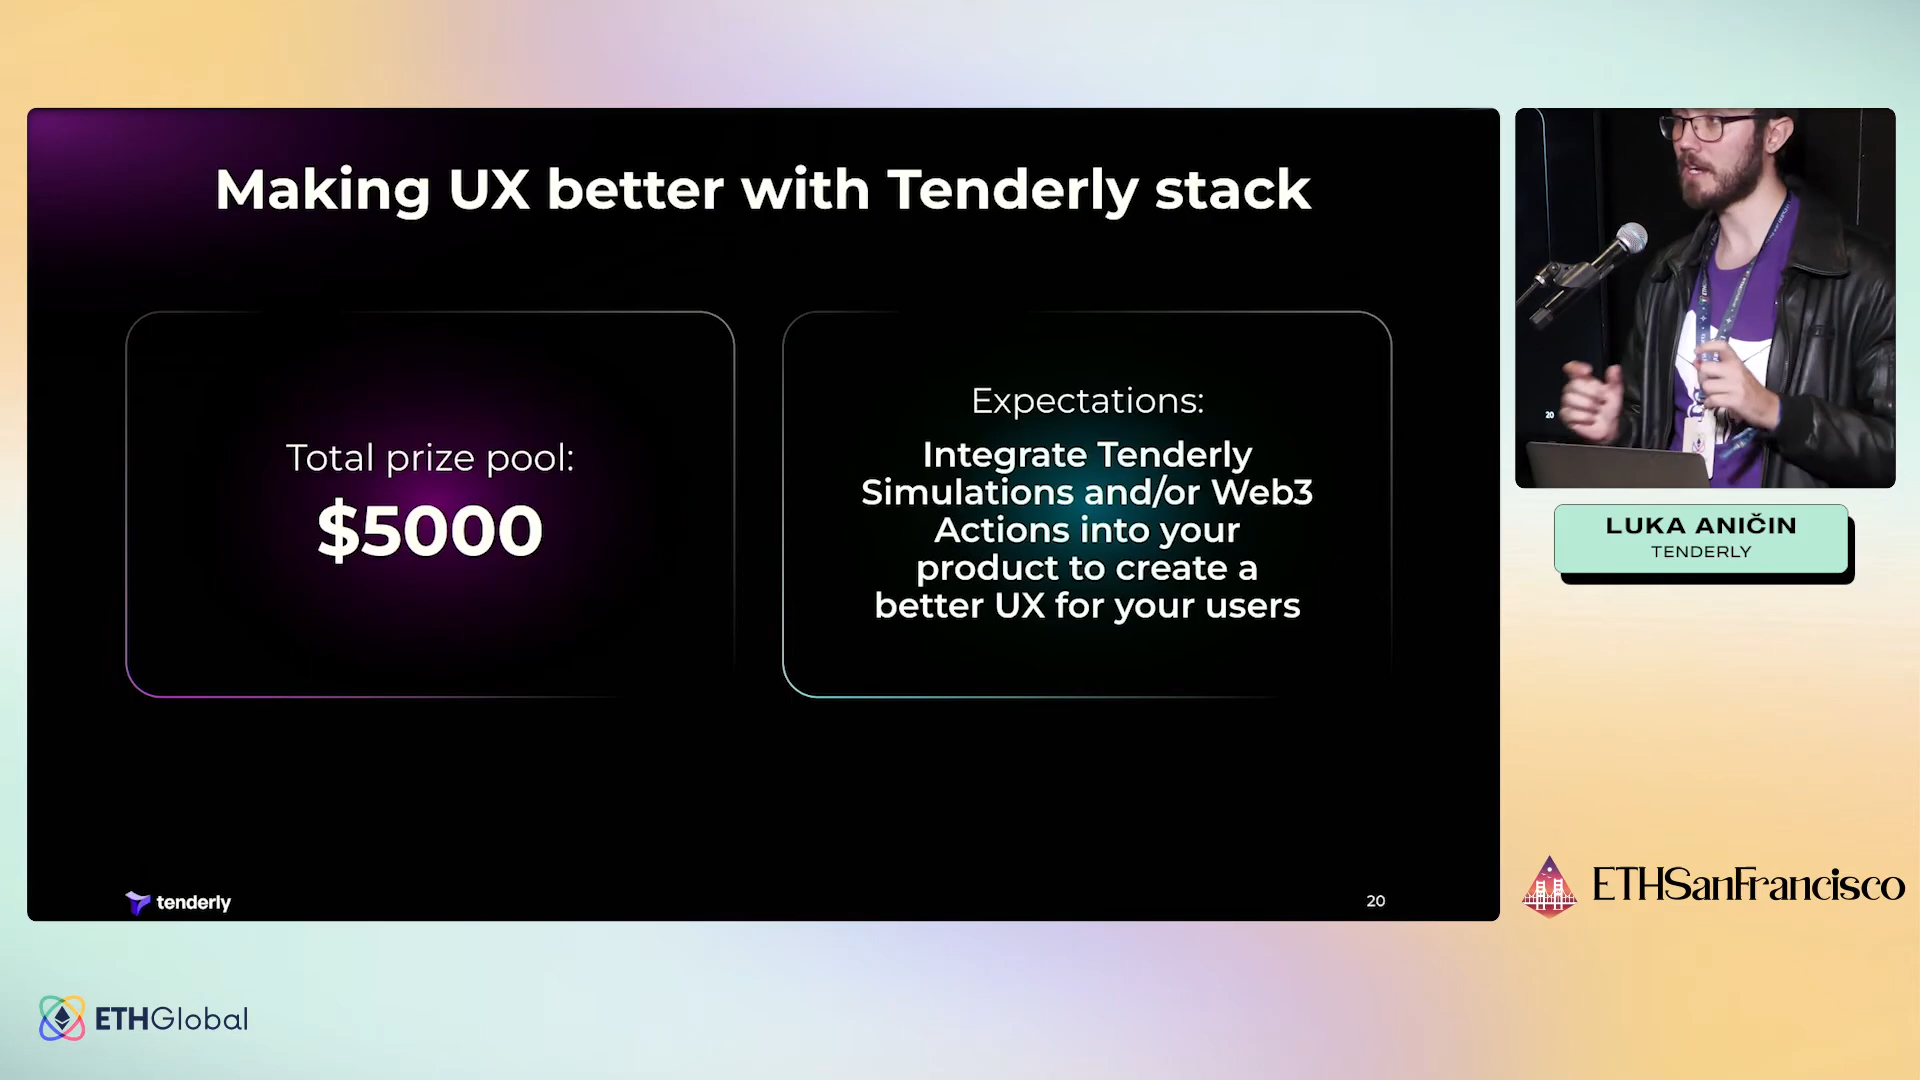 Making UX better with Tenderly stack
Total prize pool:
$5000
Expectations:
Integrate Tenderly
Simulations and/or Web3
Actions into your
product to create a
better UX for your users
tenderly
20
20
LUKA ANIČIN
TENDERLY
ETHSanFrancisco
ETHGlobal